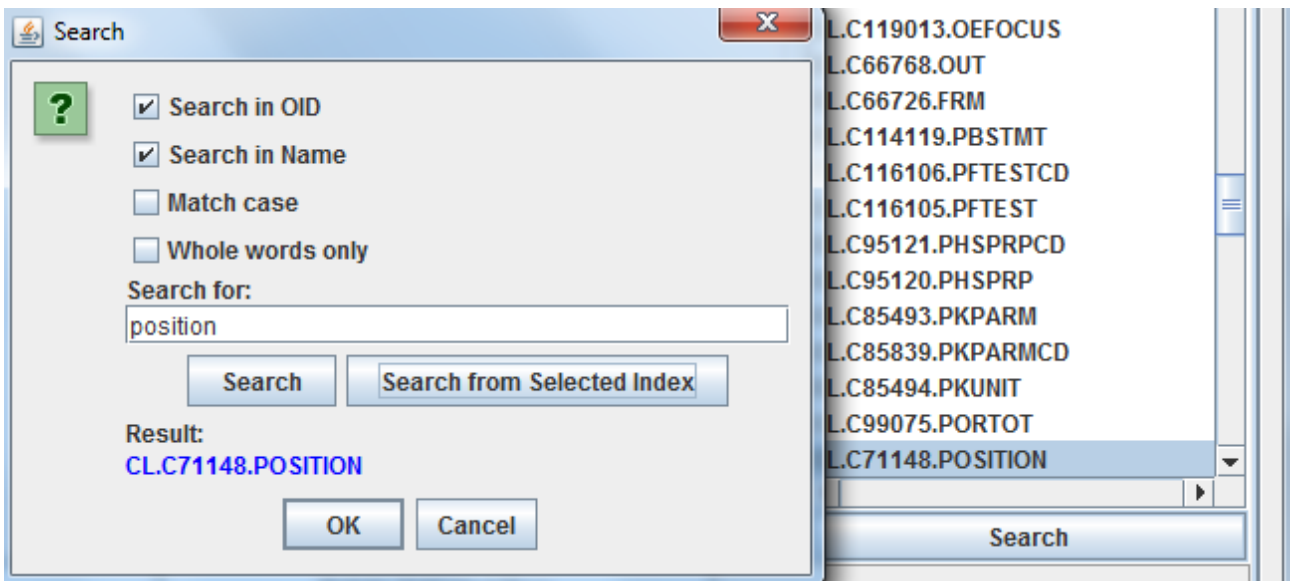 Search
Search in OID
Search in Name
Match case
Whole words only
Search for:
position
Search
Search from Selected Index
Result:
CL.C71148.POSITION
OK
Cancel
L.C119013.OEFOCUS
L.C66768.OUT
L.C66726.FRM
L.C114119.PBSTMT
L.C116106.PFTESTCD
L.C116105.PFTEST
L.C95121.PHSPRPCD
L.C95120.PHSPRP
L.C85493.PKPARM
L.C85839.PKPARMCD
L.C85494.PKUNIT
L.C99075.PORTOT
L.C71148.POSITION
Search